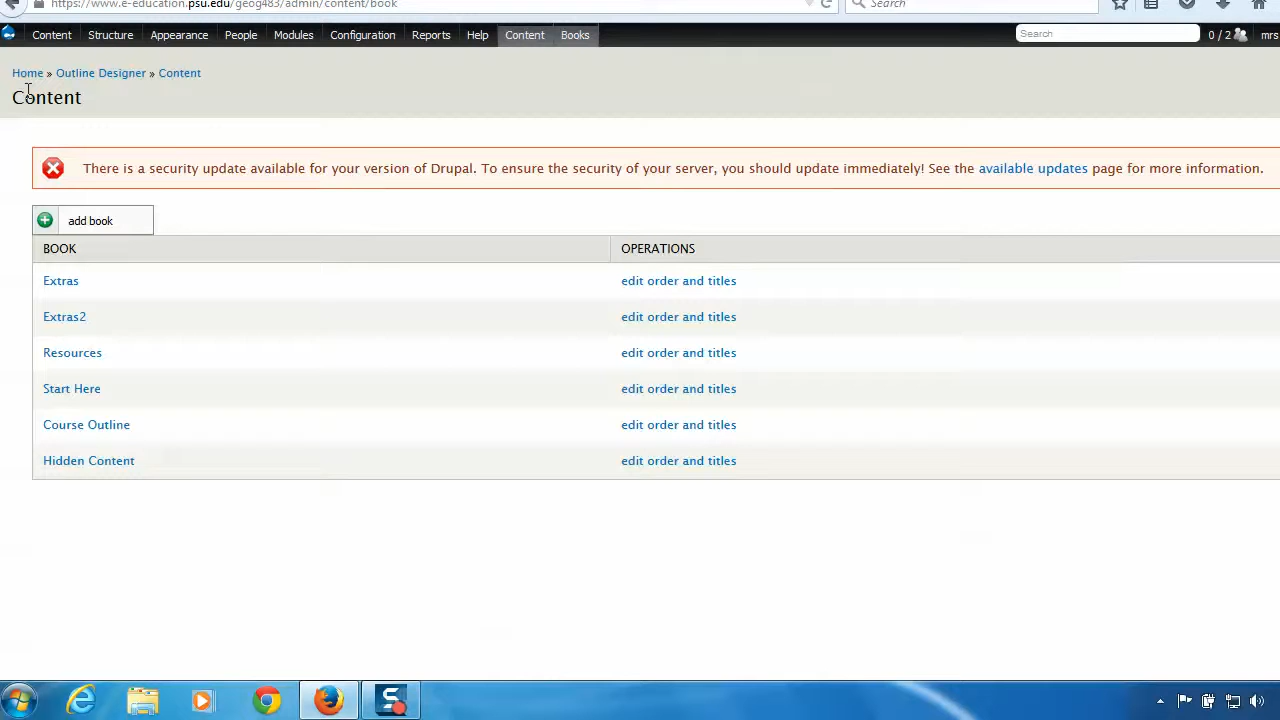 https://www.e-education.psu.edu/geog483/admin/content/book
Search
Content Structure Appearance People Modules Configuration Reports Help Content Books Search 0 / 2 mrs
Home » Outline Designer » Content
Content
There is a security update available for your version of Drupal. To ensure the security of your server, you should update immediately! See the available updates page for more information.
add book
BOOK OPERATIONS
Extras edit order and titles
Extras2 edit order and titles
Resources edit order and titles
Start Here edit order and titles
Course Outline edit order and titles
Hidden Content edit order and titles